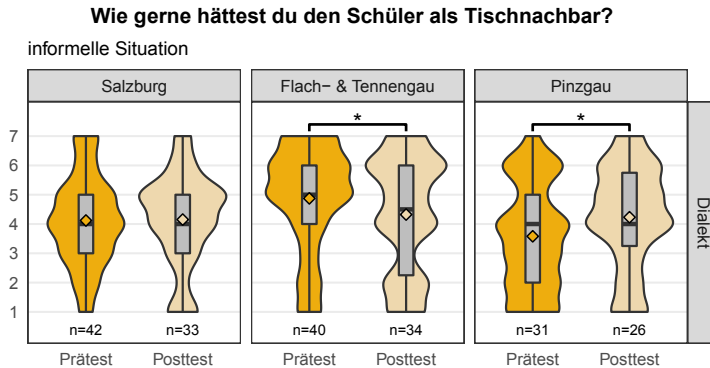 Wie gerne hättest du den Schüler als Tischnachbar?
informelle Situation
Salzburg Flach− & Tennengau Pinzgau
* *
7
6
5
4
3
2
1
Dialekt
n=42 n=33 n=40 n=34 n=31 n=26
Prätest Posttest Prätest Posttest Prätest Posttest